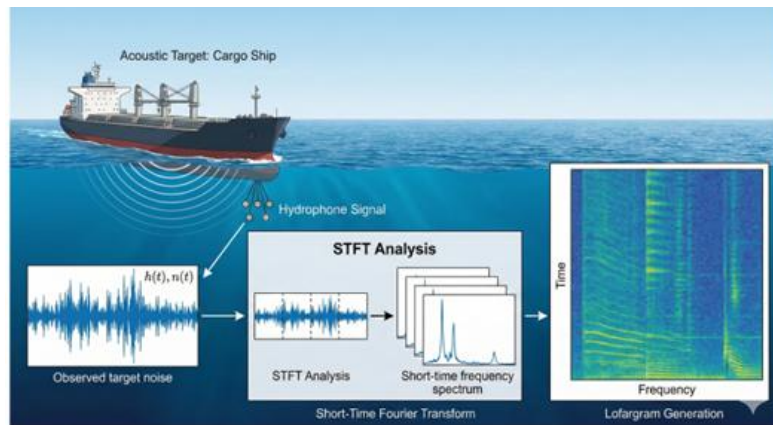 Acoustic Target: Cargo Ship
Hydrophone Signal
h(t), n(t)
Observed target noise
STFT Analysis
STFT Analysis
Short-time frequency
spectrum
Short-Time Fourier Transform
Time
Frequency
Lofargram Generation